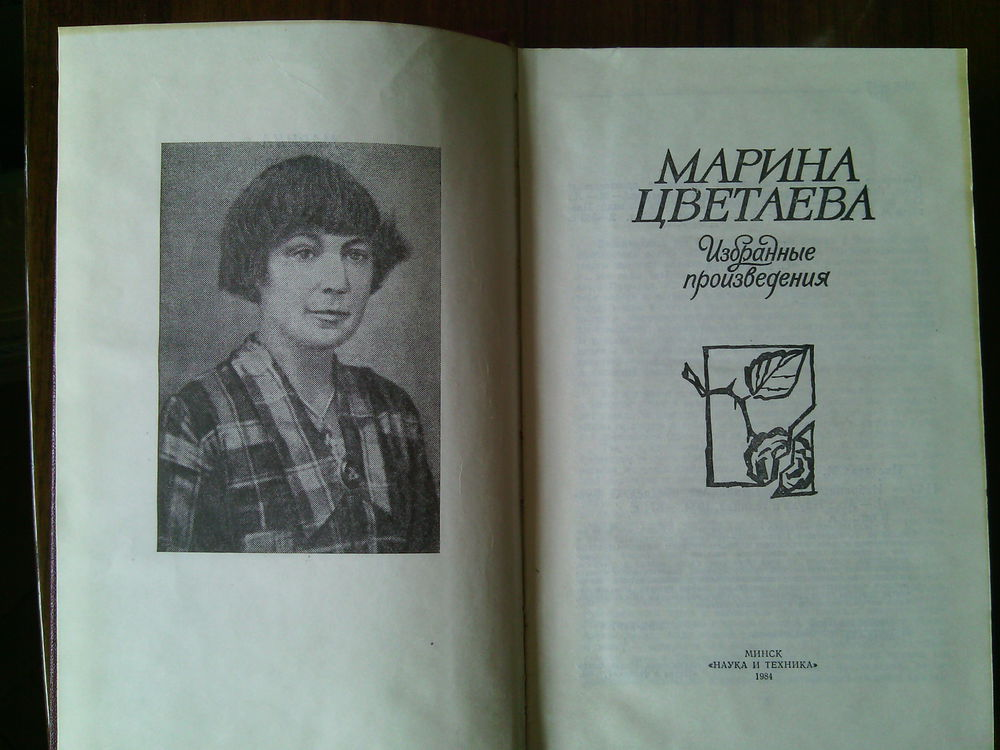 МАРИНА
ЦВЕТАЕВА
Избранные
произведения
МИНСК
«НАУКА И ТЕХНИКА»
1984